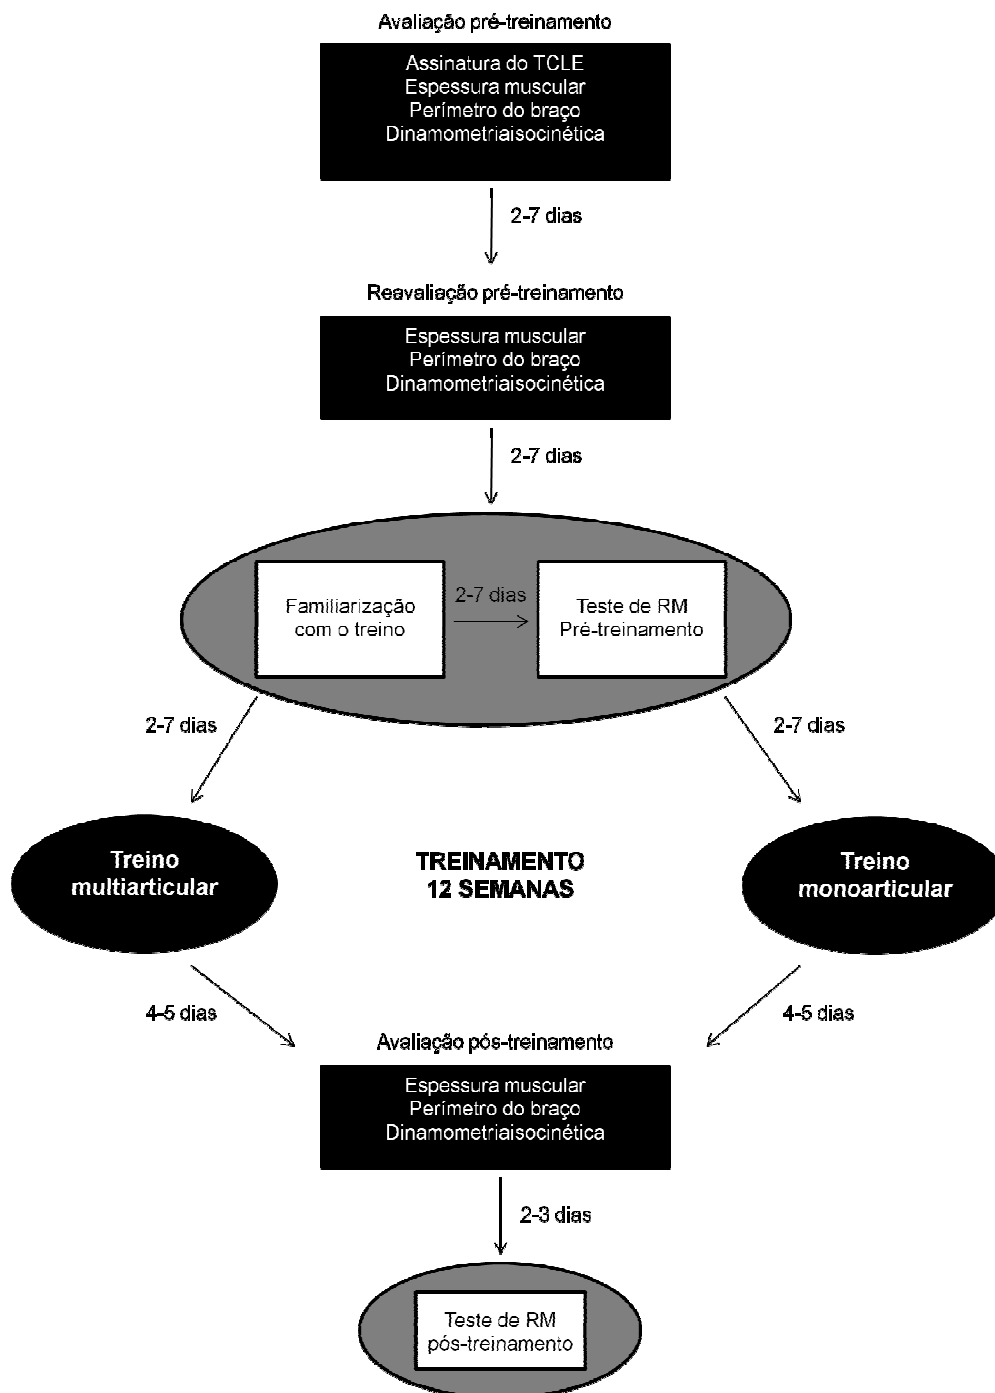 Avaliação pré-treinamento
Assinatura do TCLE
Espessura muscular
Perímetro do braço
Dinamometriaisocinética
2-7 dias
Reavaliação pré-treinamento
Espessura muscular
Perímetro do braço
Dinamometriaisocinética
2-7 dias
Familiarização
com o treino
2-7 dias
Teste de RM
Pré-treinamento
2-7 dias
2-7 dias
Treino
multiarticular
TREINAMENTO
12 SEMANAS
Treino
monoarticular
4-5 dias
4-5 dias
Avaliação pós-treinamento
Espessura muscular
Perímetro do braço
Dinamometriaisocinética
2-3 dias
Teste de RM
pós-treinamento